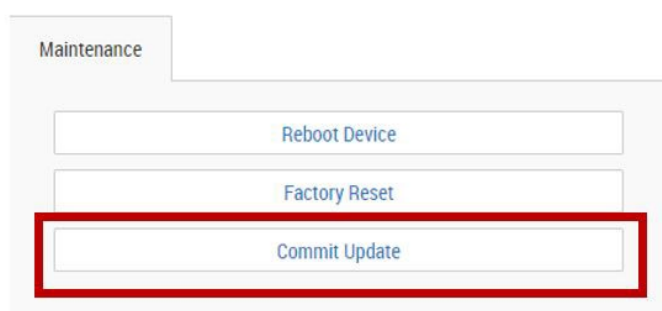 Maintenance
Reboot Device
Factory Reset
Commit Update